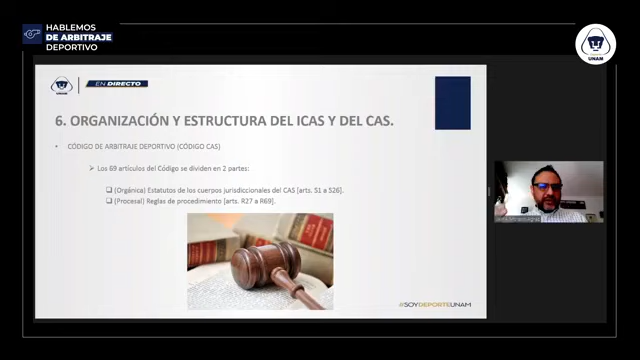 HABLEMOS
DE ARBITRAJE
DEPORTIVO
UNAM
UNAM
EN DIRECTO
6. ORGANIZACIÓN Y ESTRUCTURA DEL ICAS Y DEL CAS.
• CÓDIGO DE ARBITRAJE DEPORTIVO (CÓDIGO CAS)
➢ Los 69 artículos del Código se dividen en 2 partes:
❑ (Orgánica) Estatutos de los cuerpos jurisdiccionales del CAS [arts. S1 a S26].
❑ (Procesal) Reglas de procedimiento [arts. R27 a R69].
#SOYDEPORTEUNAM